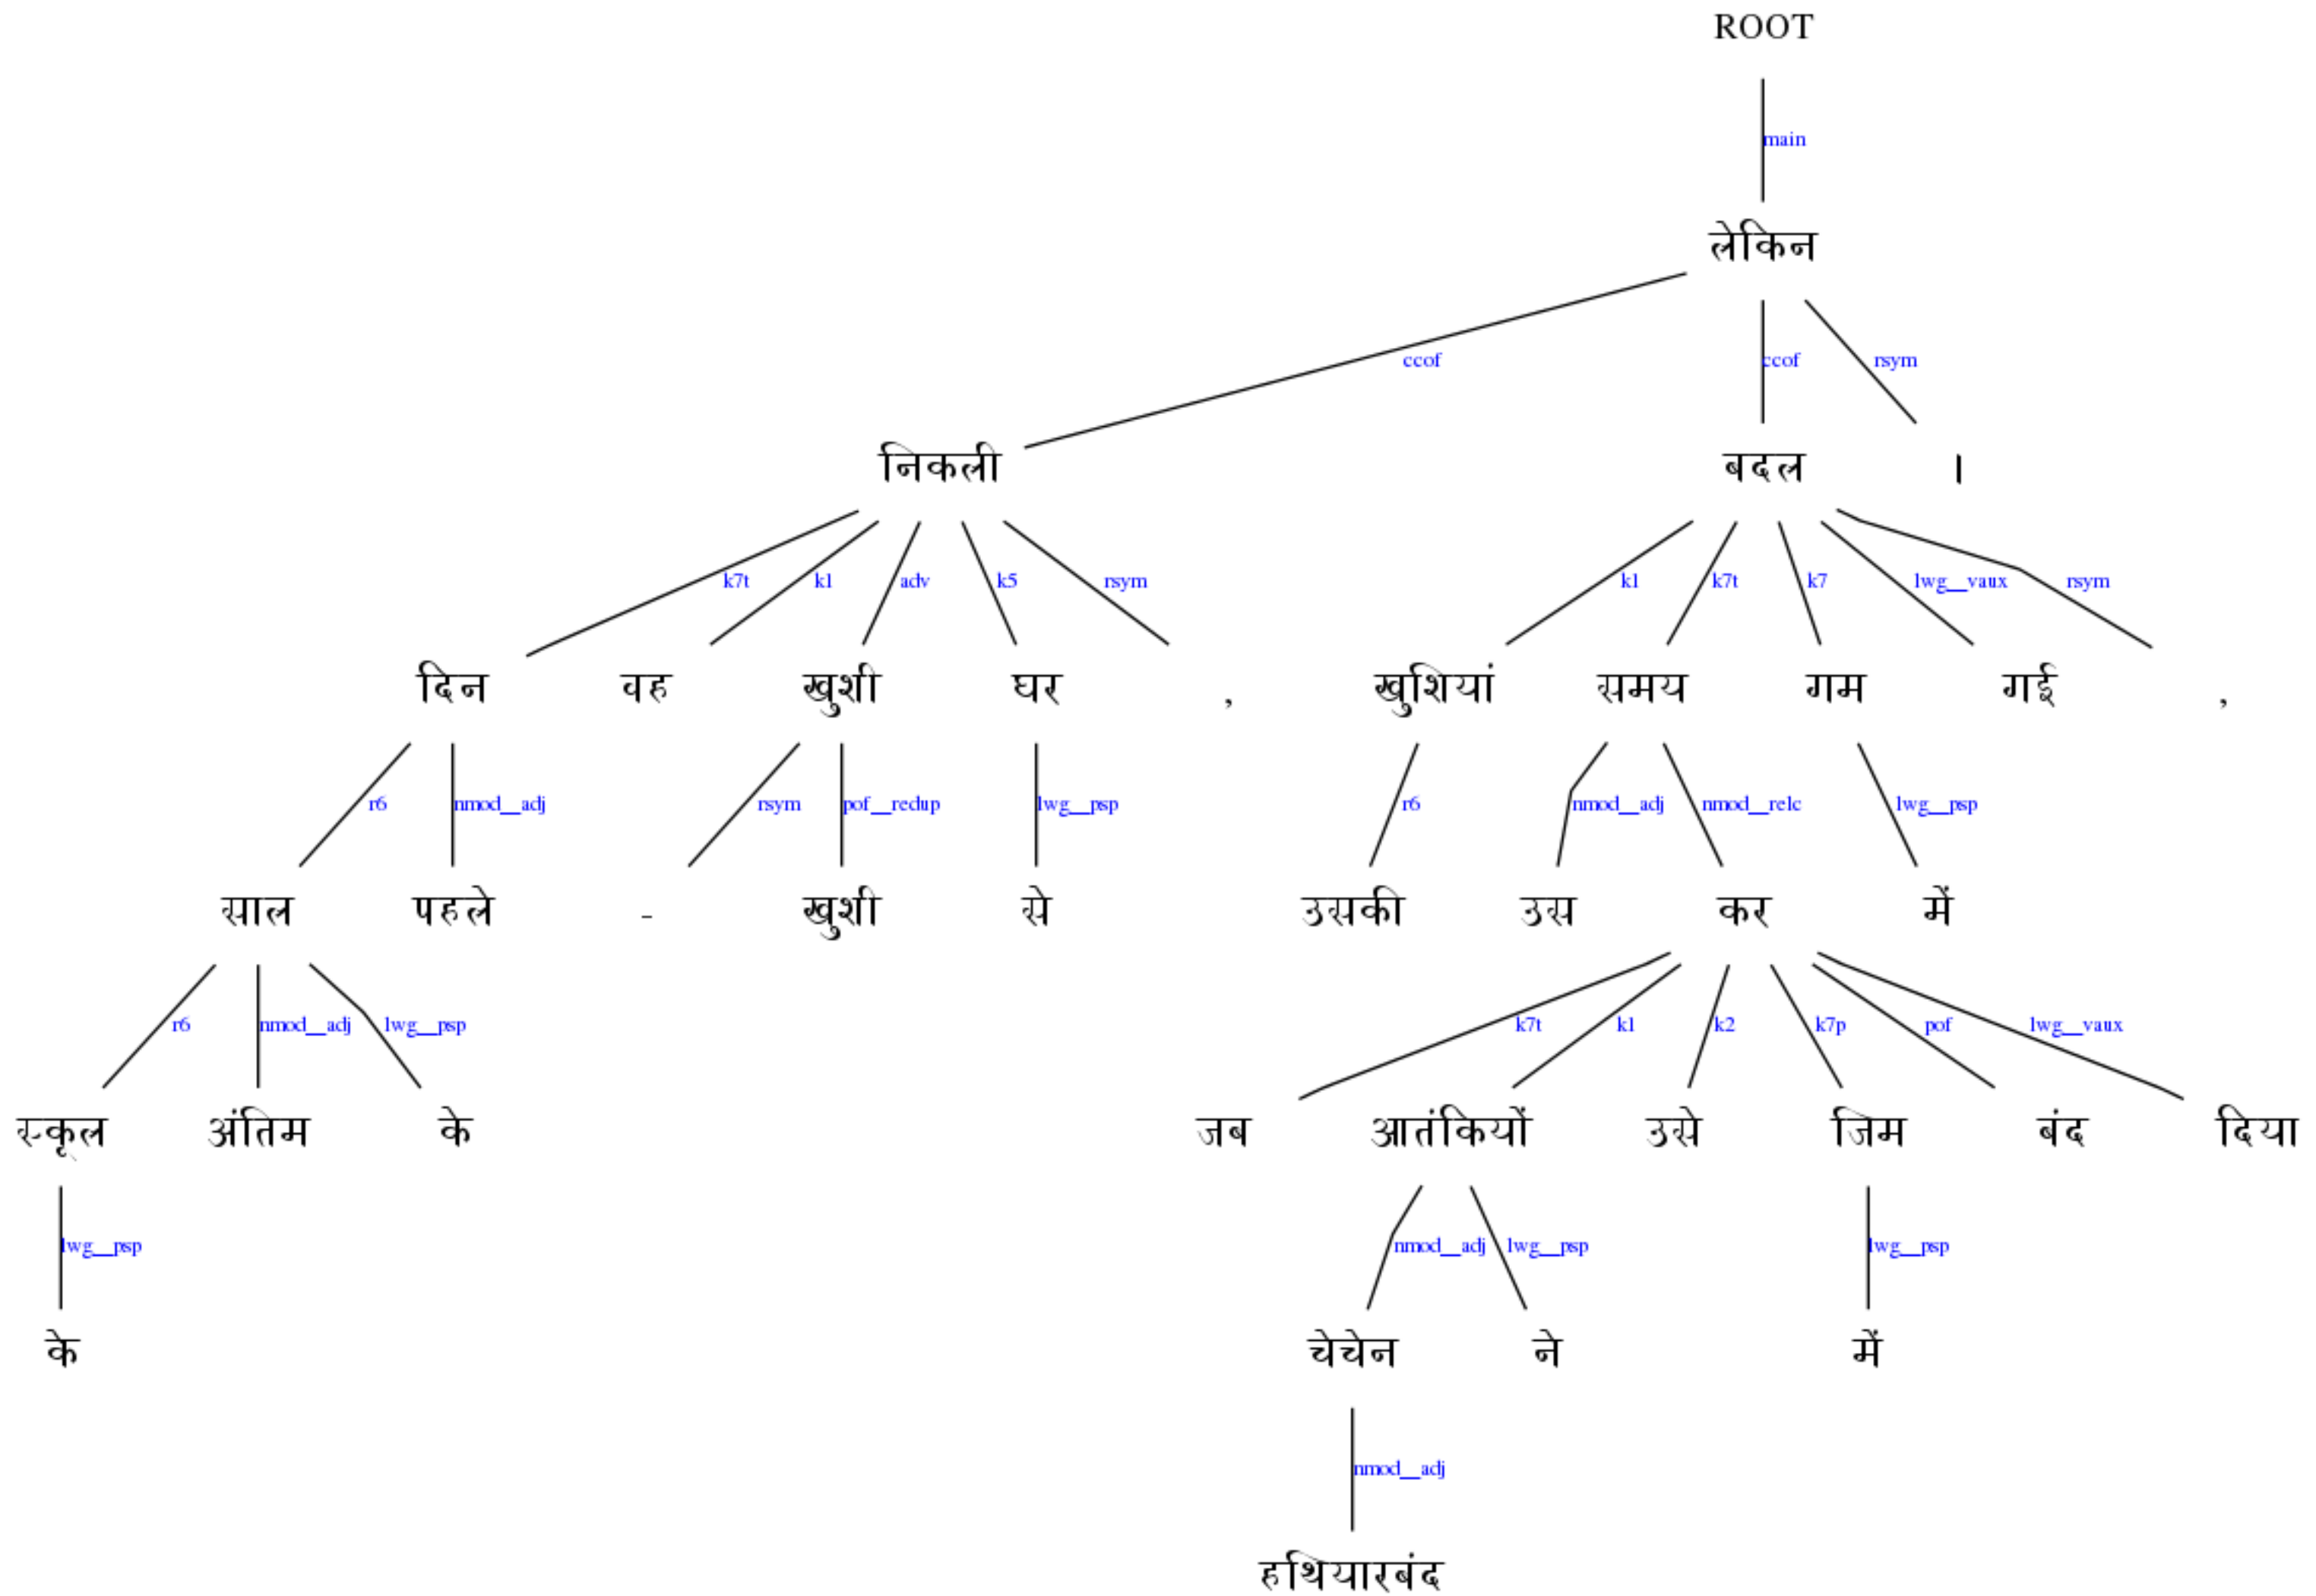 ROOT
main
लेकिन
ccof ccof rsym
निकली बदल ।
k7t k1 adv k5 rsym k1 k7t k7 lwg__vaux rsym
दिन वह खुशी घर , खुशियां समय गम गई ,
r6 nmod__adj rsym pof__redup lwg__psp r6 nmod__adj nmod__relc lwg__psp
साल पहले - खुशी से उसकी उस कर में
r6 nmod__adj lwg__psp k7t k1 k2 k7p pof lwg__vaux
स्कूल अंतिम के जब आतंकियों उसे जिम बंद दिया
lwg__psp nmod__adj lwg__psp lwg__psp
के चेचेन ने में
nmod__adj
हथियारबंद